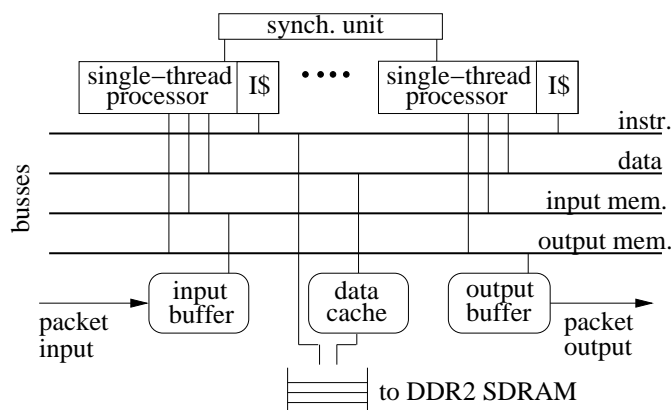 synch. unit
single–thread
processor
I$
single–thread
processor
I$
instr.
data
input mem.
output mem.
busses
input
buffer
data
cache
output
buffer
packet
input
packet
output
to DDR2 SDRAM